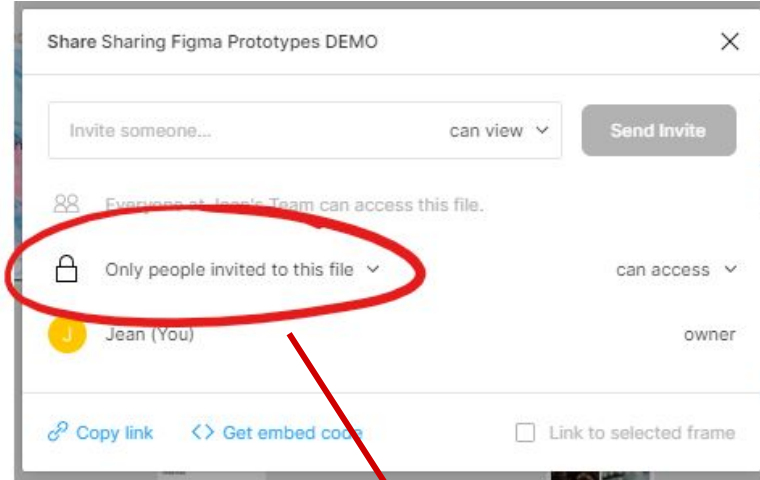 Share Sharing Figma Prototypes DEMO
Invite someone... can view Send Invite
Everyone at Jean's Team can access this file.
Only people invited to this file can access
J Jean (You) owner
Copy link <> Get embed code Link to selected frame